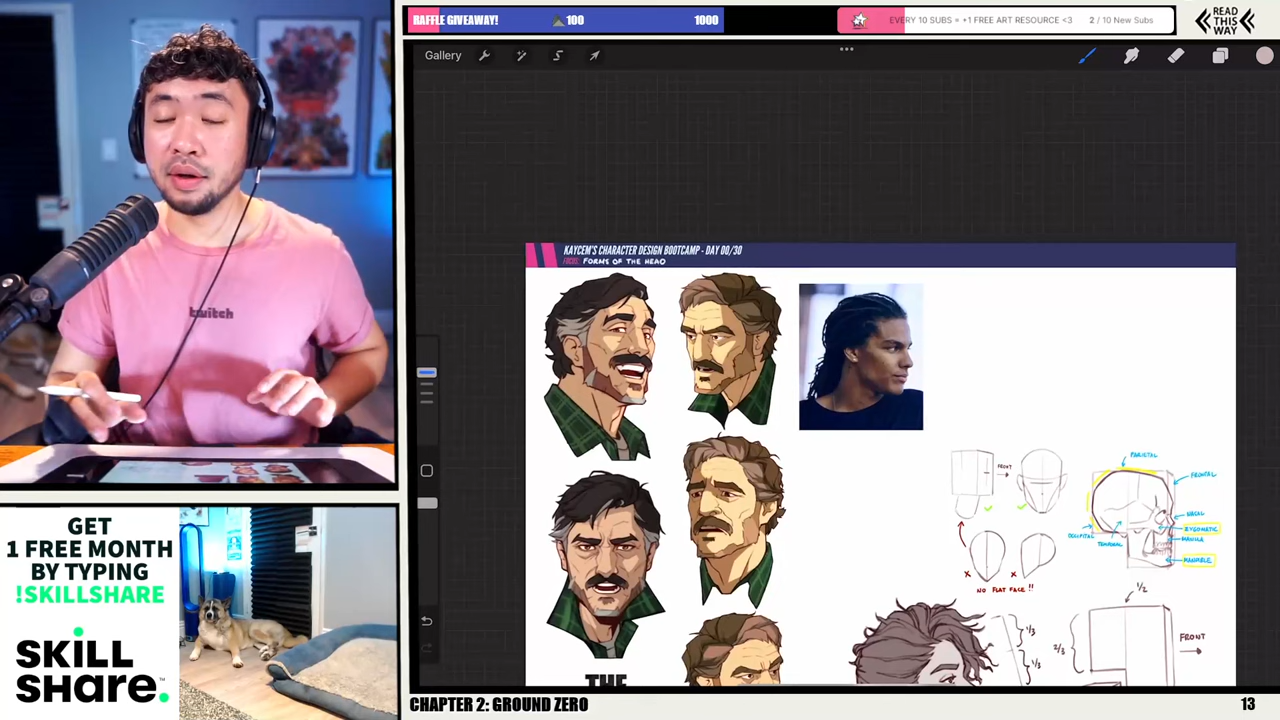 RAFFLE GIVEAWAY!
100
1000
EVERY 10 SUBS = +1 FREE ART RESOURCE <3
2 / 10 New Subs
READ
THIS
WAY
Gallery
twitch
KAYCEM'S CHARACTER DESIGN BOOTCAMP - DAY 00/30
FOCUS: FORMS OF THE HEAD
PARIETAL
FRONTAL
FRONT
NASAL
ZYGOMATIC
OCCIPITAL
TEMPORAL
MAXILLA
MANDIBLE
NO FLAT FACE!!
1/2
1/3
2/3
FRONT
1/3
THE
GET
1 FREE MONTH
BY TYPING
!SKILLSHARE
SKILL
SHARE.
CHAPTER 2: GROUND ZERO
13